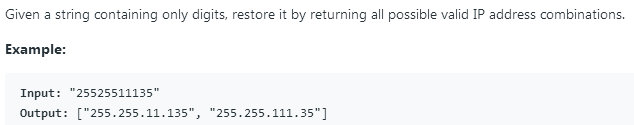 Given a string containing only digits, restore it by returning all possible valid IP address combinations.
Example:
Input: "25525511135"
Output: ["255.255.11.135", "255.255.111.35"]